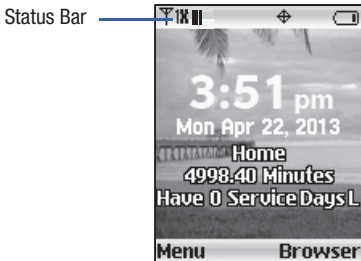 Status Bar
1X
3:51 pm
Mon Apr 22, 2013
Home
4998.40 Minutes
Have 0 Service Days L
Menu Browser